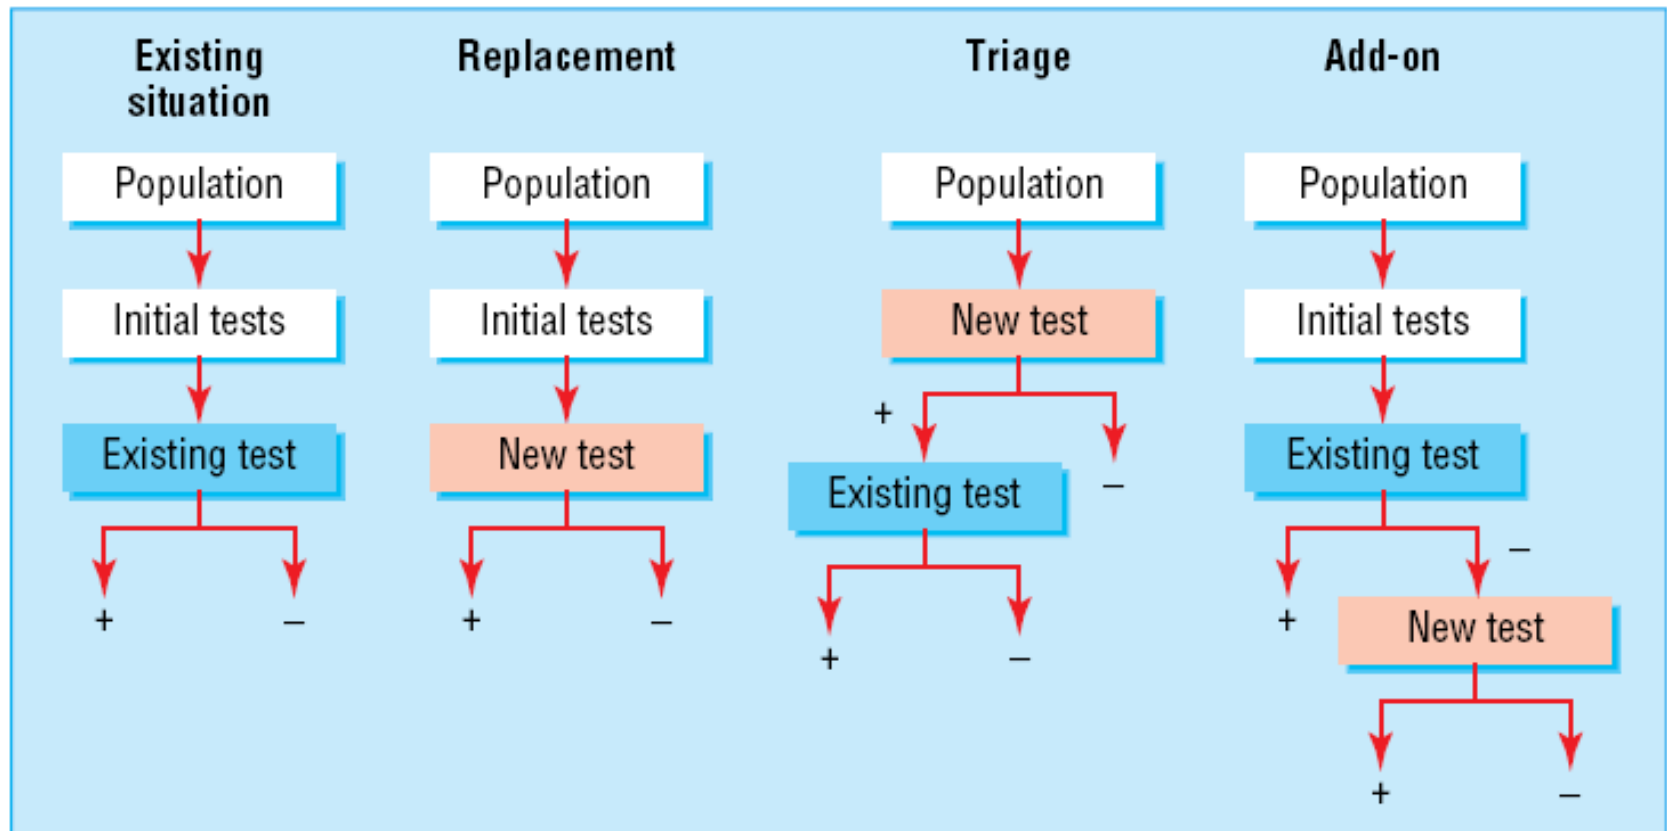 Existing
situation
Population
Initial tests
Existing test
+
–
Replacement
Population
Initial tests
New test
+
–
Triage
Population
New test
+
–
Existing test
+
–
Add-on
Population
Initial tests
Existing test
+
–
New test
+
–